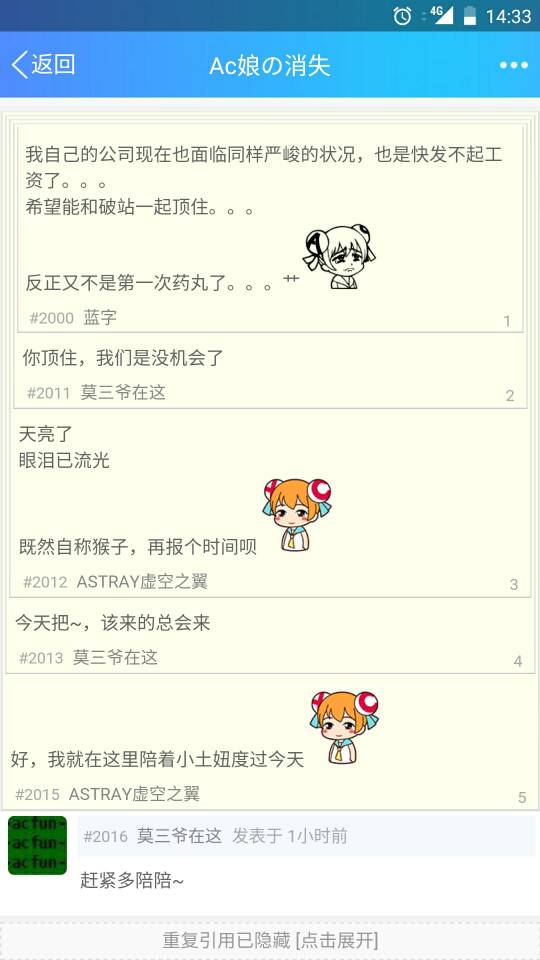 4G 14:33
返回 Ac娘の消失
我自己的公司现在也面临同样严峻的状况，也是快发不起工
资了。。。
希望能和破站一起顶住。。。
反正又不是第一次药丸了。。。艹
#2000 蓝字 1
你顶住，我们是没机会了
#2011 莫三爷在这 2
天亮了
眼泪已流光
既然自称猴子，再报个时间呗
#2012 ASTRAY虚空之翼 3
今天把~，该来的总会来
#2013 莫三爷在这 4
好，我就在这里陪着小土妞度过今天
#2015 ASTRAY虚空之翼 5
acfun-
acfun-
acfun-
#2016 莫三爷在这 发表于 1小时前
赶紧多陪陪~
重复引用已隐藏 [点击展开]